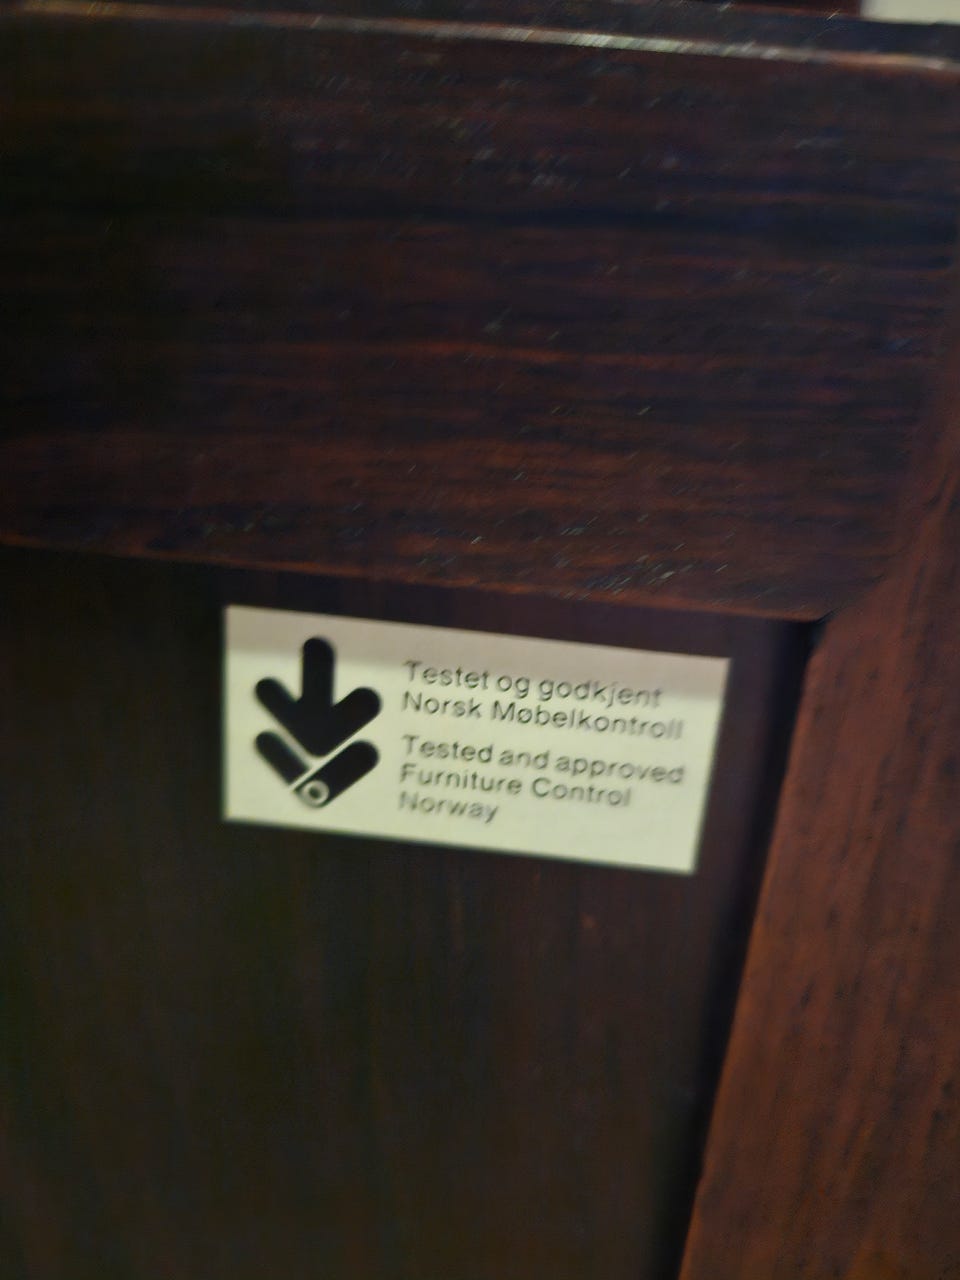 Testet og godkjent
Norsk Møbelkontroll
Tested and approved
Furniture Control
Norway